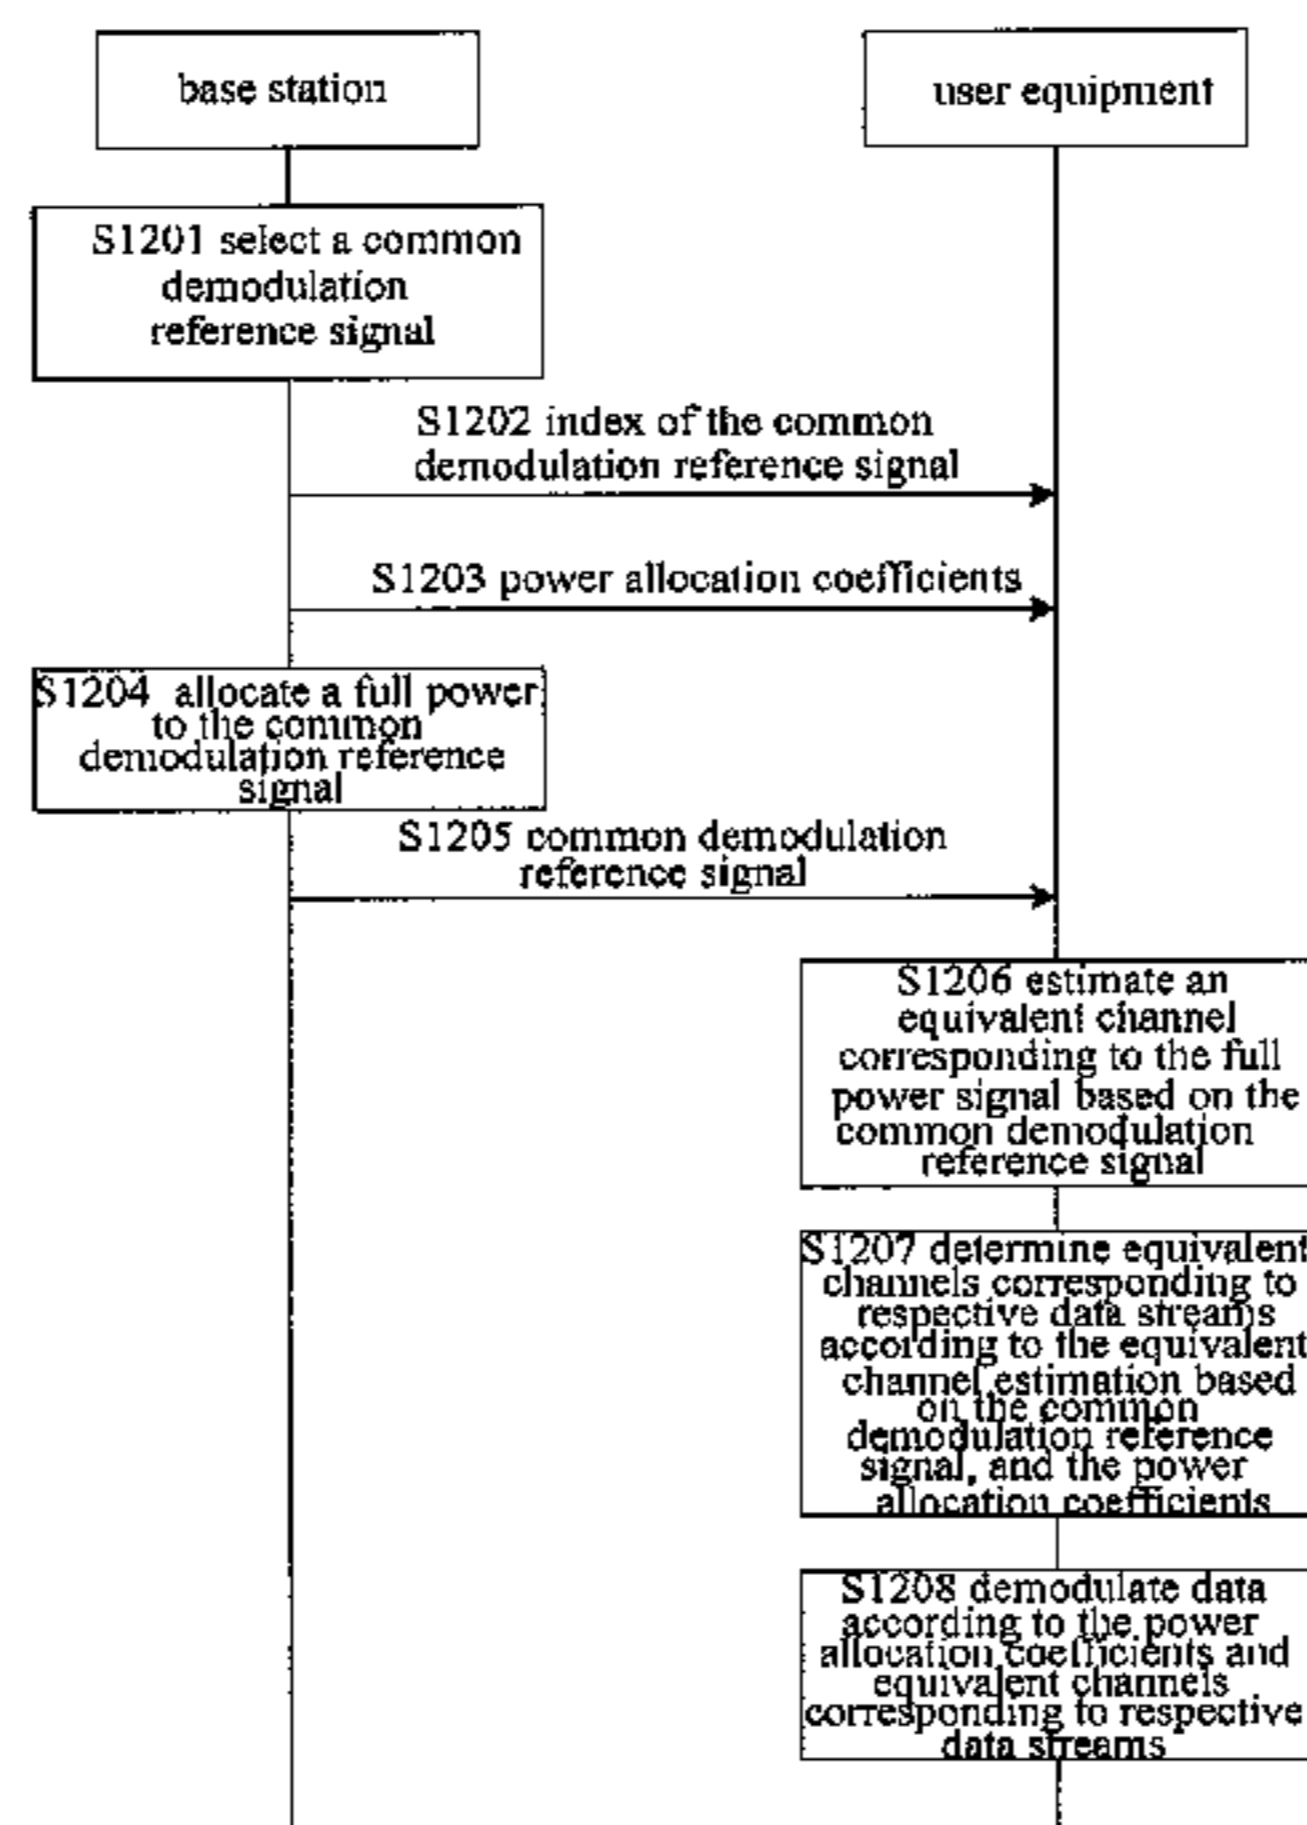 base station
user equipment
S1201 select a common
demodulation
reference signal
S1202 index of the common
demodulation reference signal
S1203 power allocation coefficients
S1204 allocate a full power
to the common
demodulation reference
signal
S1205 common demodulation
reference signal
S1206 estimate an
equivalent channel
corresponding to the full
power signal based on the
common demodulation
reference signal
S1207 determine equivalent
channels corresponding to
respective data streams
according to the equivalent
channel estimation based
on the common
demodulation reference
signal, and the power
allocation coefficients
S1208 demodulate data
according to the power
allocation coefficients and
equivalent channels
corresponding to respective
data streams